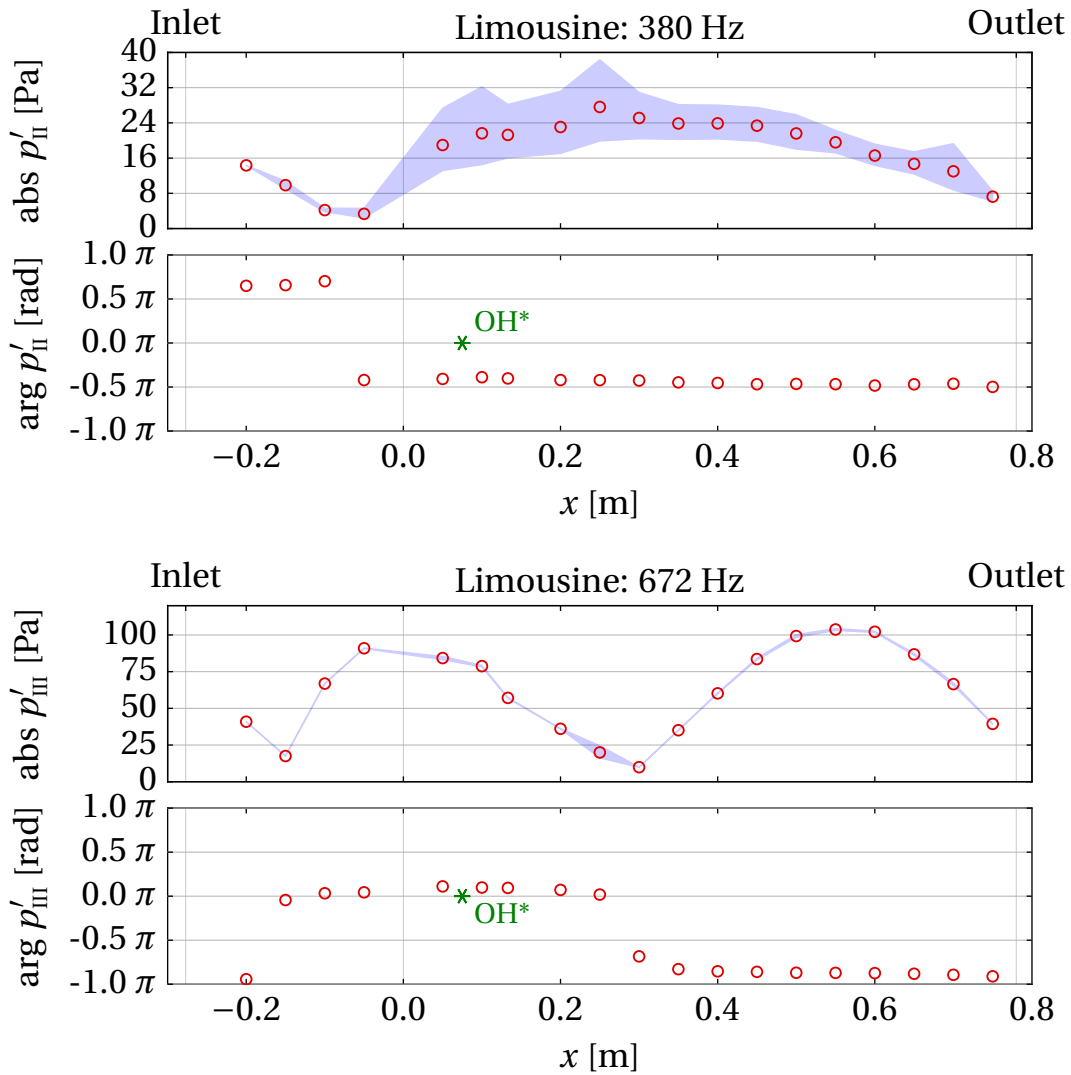 Inlet Limousine: 380 Hz Outlet
abs p′II [Pa]
40
32
24
16
8
0
arg p′II [rad]
1.0 π
0.5 π
0.0 π
-0.5 π
-1.0 π
OH*
−0.2 0.0 0.2 0.4 0.6 0.8
x [m]
Inlet Limousine: 672 Hz Outlet
abs p′III [Pa]
100
75
50
25
0
arg p′III [rad]
1.0 π
0.5 π
0.0 π
-0.5 π
-1.0 π
OH*
−0.2 0.0 0.2 0.4 0.6 0.8
x [m]